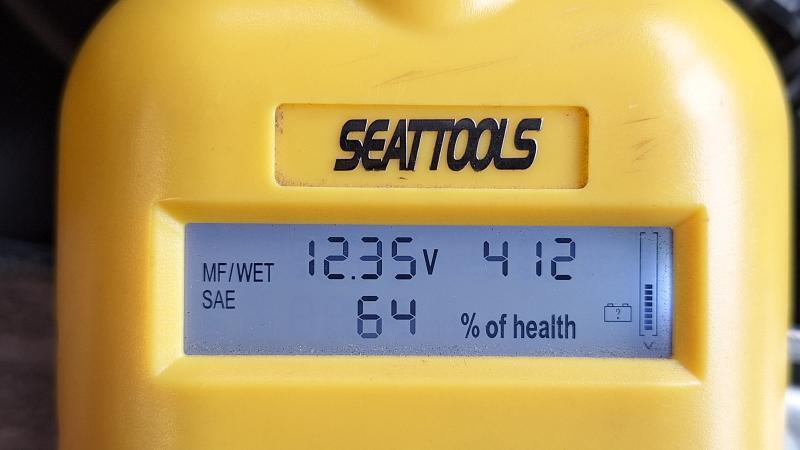 SEATTOOLS
MF/WET 12.35V 412
SAE 64 % of health
?
V